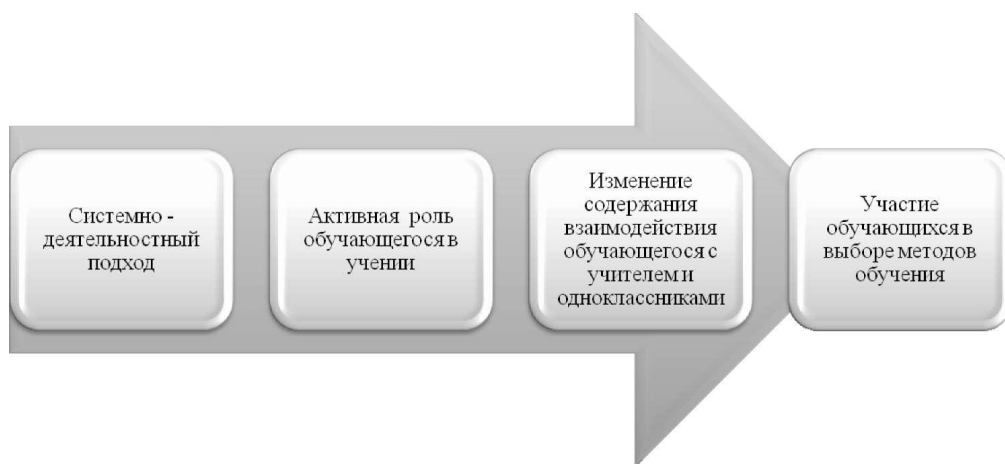 Системно -
деятельностный
подход
Активная роль
обучающегося в
учении
Изменение
содержания
взаимодействия
обучающегося с
учителем и
одноклассниками
Участие
обучающихся в
выборе методов
обучения